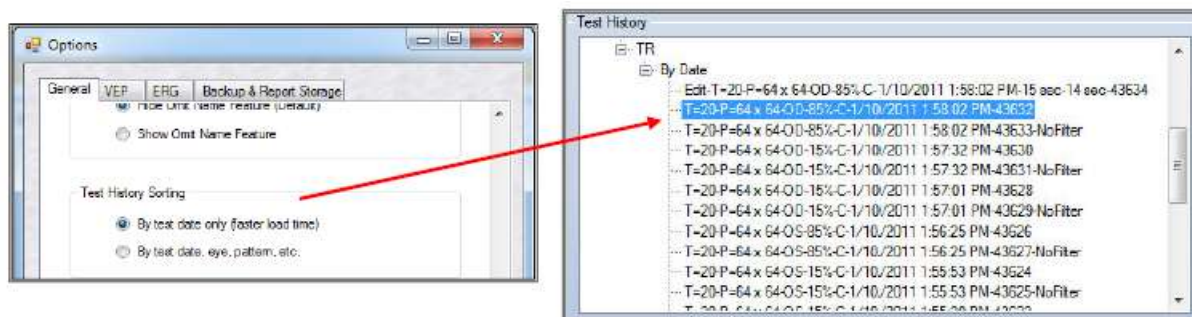 Options
General VEP ERG Backup & Report Storage
Hide Omit Name Feature (Default)
Show Omit Name Feature
Test History Sorting
By test date only (faster load time)
By test date, eye, pattern, etc.
Test History
TR
By Date
Edit-T=20-P=64 x 64-OD-85%-C-1/10/2011 1:58:02 PM-15 sec-14 sec-43634
T=20-P=64 x 64-OD-85%-C-1/10/2011 1:58:02 PM-43632
T=20-P=64 x 64-OD-85%-C-1/10/2011 1:58:02 PM-43633-NoFilter
T=20-P=64 x 64-OD-15%-C-1/10/2011 1:57:32 PM-43630
T=20-P=64 x 64-OD-15%-C-1/10/2011 1:57:32 PM-43631-NoFilter
T=20-P=64 x 64-OD-15%-C-1/10/2011 1:57:01 PM-43628
T=20-P=64 x 64-OD-15%-C-1/10/2011 1:57:01 PM-43629-NoFilter
T=20-P=64 x 64-OS-85%-C-1/10/2011 1:56:25 PM-43626
T=20-P=64 x 64-OS-85%-C-1/10/2011 1:56:25 PM-43627-NoFilter
T=20-P=64 x 64-OS-15%-C-1/10/2011 1:55:53 PM-43624
T=20-P=64 x 64-OS-15%-C-1/10/2011 1:55:53 PM-43625-NoFilter